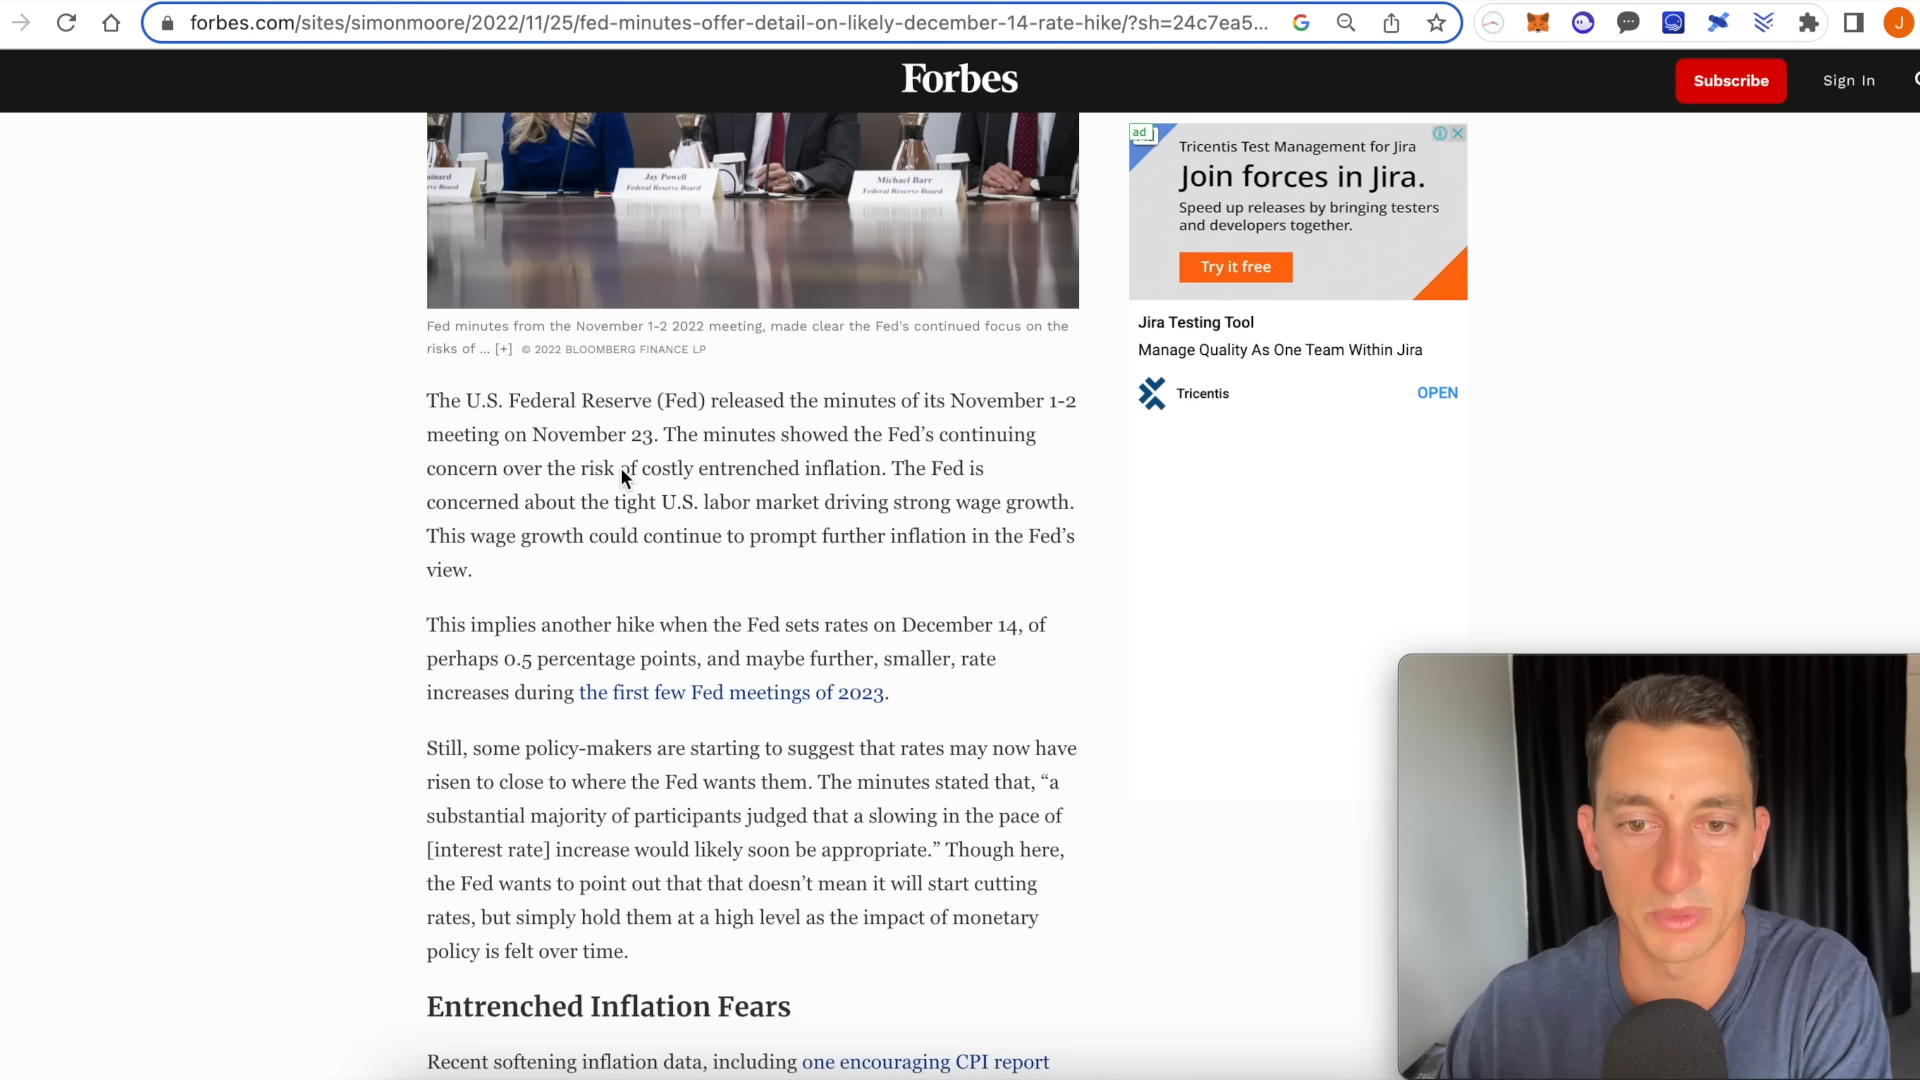 forbes.com/sites/simonmoore/2022/11/25/fed-minutes-offer-detail-on-likely-december-14-rate-hike/?sh=24c7ea5...
J
Forbes
Subscribe
Sign In
ainard
rve Board
Jay Powell
Federal Reserve Board
Michael Barr
Federal Reserve Board
Fed minutes from the November 1-2 2022 meeting, made clear the Fed's continued focus on the
risks of ... [+] © 2022 BLOOMBERG FINANCE LP
The U.S. Federal Reserve (Fed) released the minutes of its November 1-2
meeting on November 23. The minutes showed the Fed’s continuing
concern over the risk of costly entrenched inflation. The Fed is
concerned about the tight U.S. labor market driving strong wage growth.
This wage growth could continue to prompt further inflation in the Fed’s
view.
This implies another hike when the Fed sets rates on December 14, of
perhaps 0.5 percentage points, and maybe further, smaller, rate
increases during the first few Fed meetings of 2023.
Still, some policy-makers are starting to suggest that rates may now have
risen to close to where the Fed wants them. The minutes stated that, “a
substantial majority of participants judged that a slowing in the pace of
[interest rate] increase would likely soon be appropriate.” Though here,
the Fed wants to point out that that doesn’t mean it will start cutting
rates, but simply hold them at a high level as the impact of monetary
policy is felt over time.
Entrenched Inflation Fears
Recent softening inflation data, including one encouraging CPI report
ad
Tricentis Test Management for Jira
Join forces in Jira.
Speed up releases by bringing testers
and developers together.
Try it free
Jira Testing Tool
Manage Quality As One Team Within Jira
Tricentis
OPEN